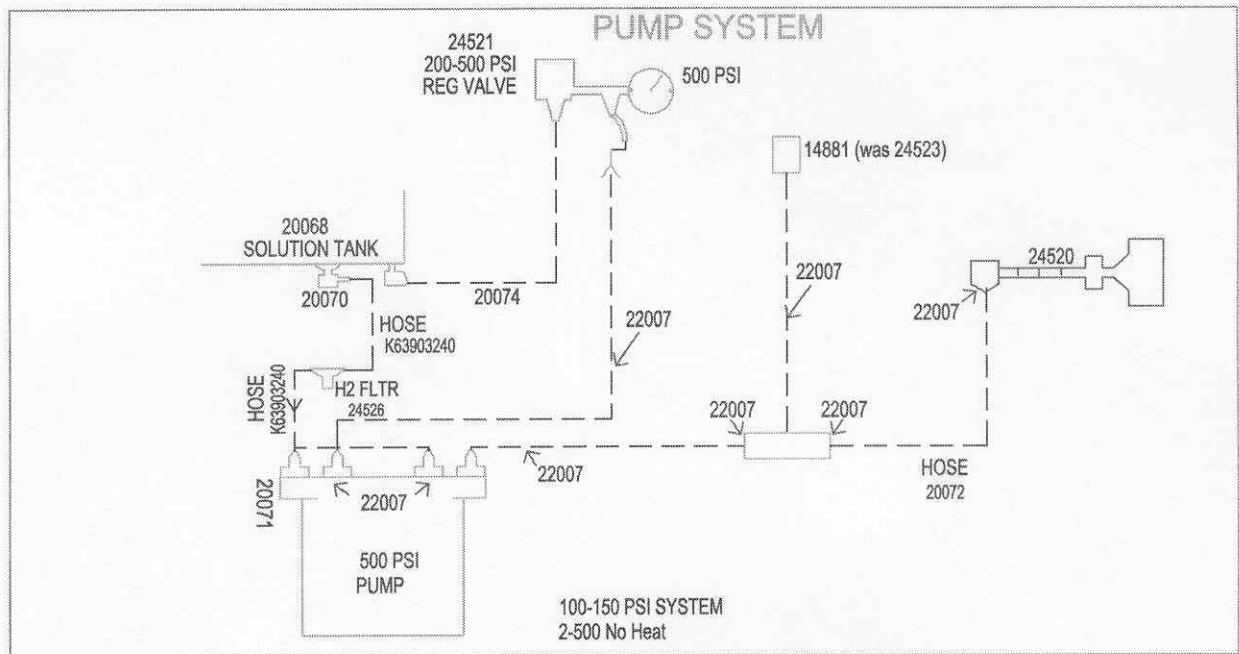 PUMP SYSTEM
24521
200-500 PSI
REG VALVE
500 PSI
14881 (was 24523)
20068
SOLUTION TANK
24520
20070
20074
22007
22007
HOSE
K63903240
22007
HOSE
K63903240
H2 FLTR
24526
22007
22007
22007
HOSE
20072
20071
22007
500 PSI
PUMP
100-150 PSI SYSTEM
2-500 No Heat